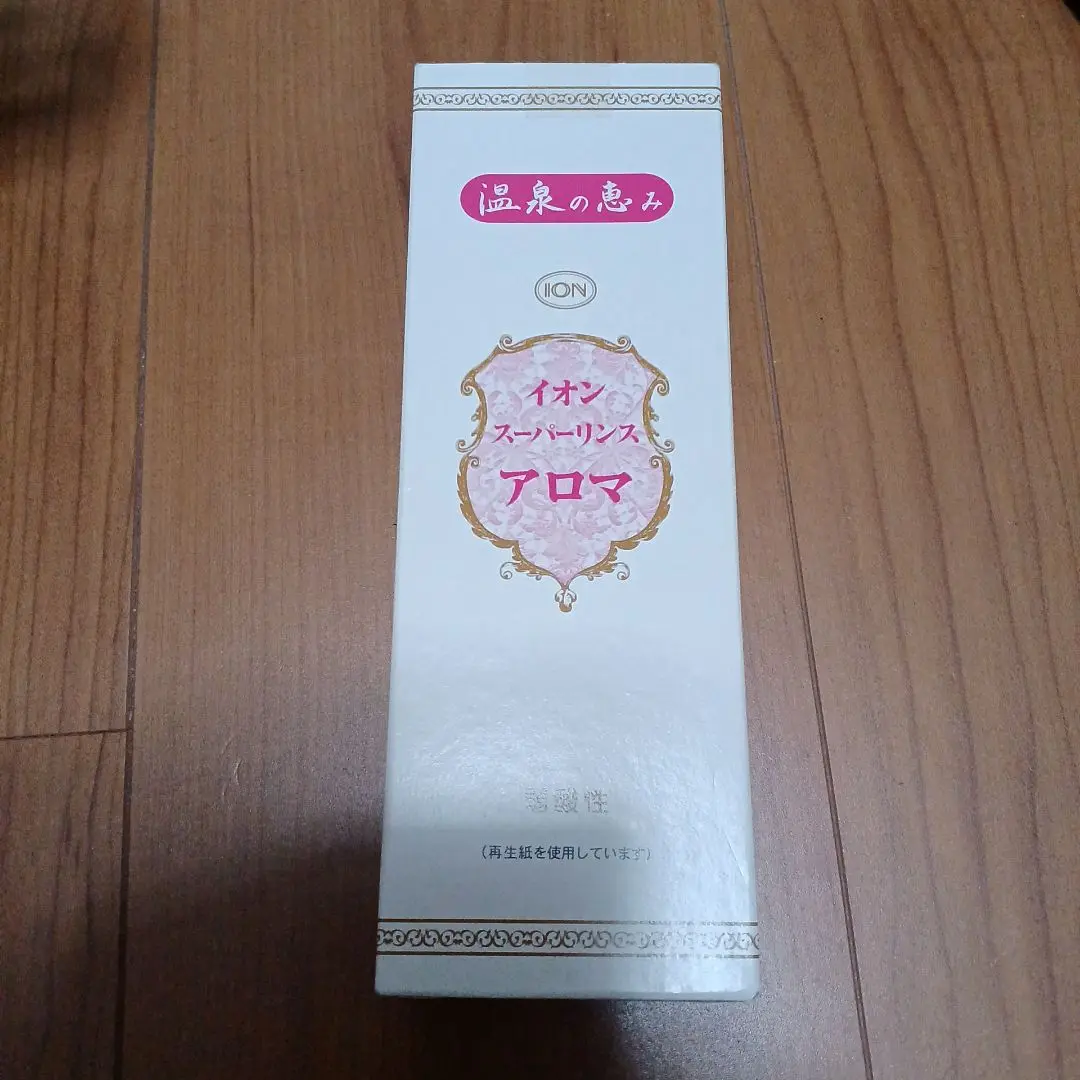 温泉の恵み
ION
イオン
スーパーリンス
アロマ
弱酸性
(再生紙を使用しています)